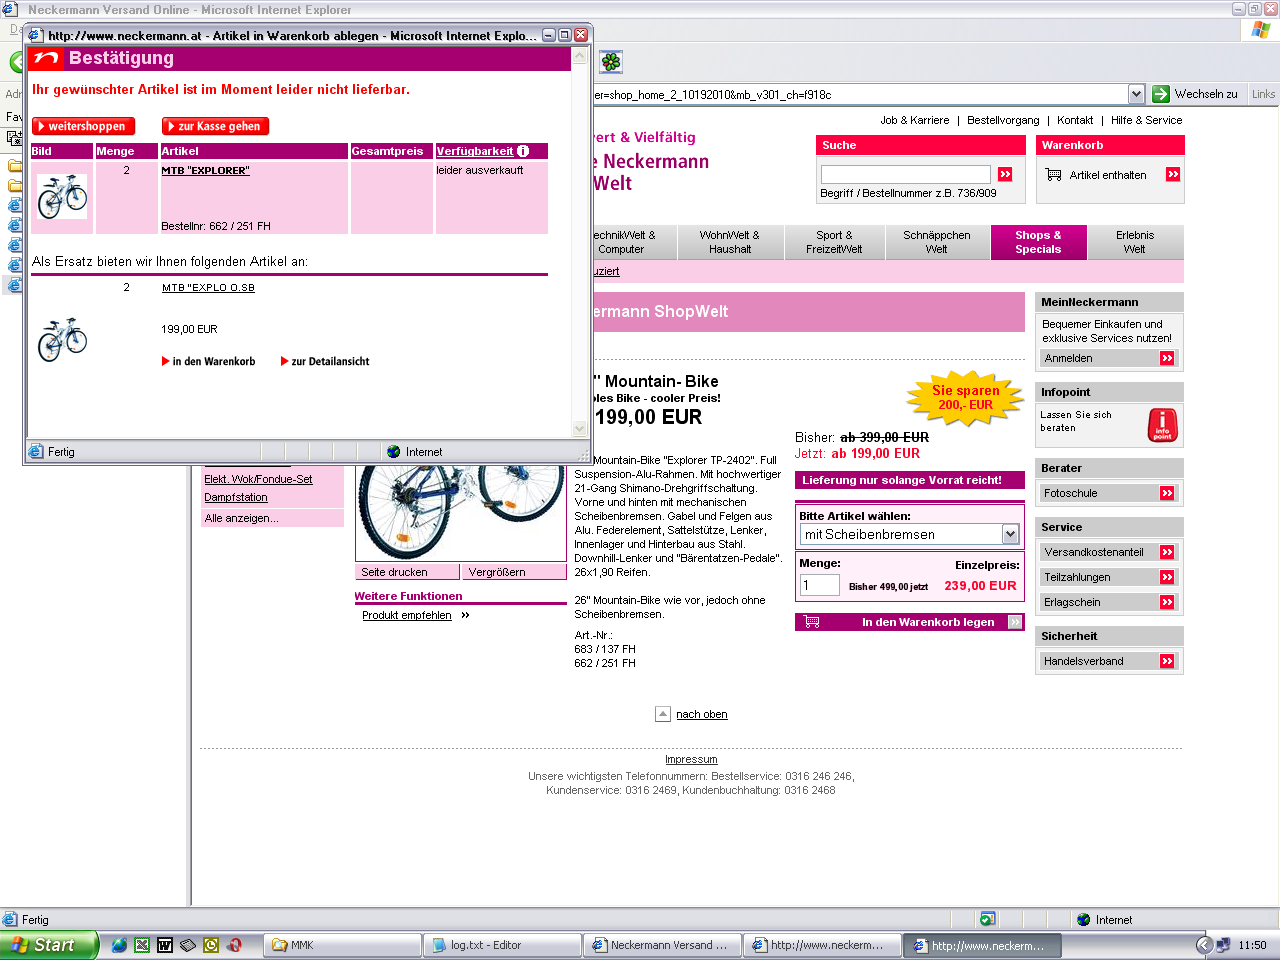 Neckermann Versand Online - Microsoft Internet Explorer
http://www.neckermann.at - Artikel in Warenkorb ablegen - Microsoft Internet Explo...
Bestätigung
Ihr gewünschter Artikel ist im Moment leider nicht lieferbar.
weitershoppen
zur Kasse gehen
Bild Menge Artikel Gesamtpreis Verfügbarkeit
2 MTB "EXPLORER" leider ausverkauft
Bestellnr: 662 / 251 FH
Als Ersatz bieten wir Ihnen folgenden Artikel an:
2 MTB "EXPLO O.SB
199,00 EUR
in den Warenkorb zur Detailansicht
Fertig Internet
er=shop_home_2_10192010&mb_v301_ch=f918c Wechseln zu Links
Job & Karriere | Bestellvorgang | Kontakt | Hilfe & Service
ert & Vielfältig
e Neckermann
Welt
Suche
Begriff / Bestellnummer z.B. 736/909
Warenkorb
Artikel enthalten
echnikWelt & Computer
WohnWelt & Haushalt
Sport & FreizeitWelt
Schnäppchen Welt
Shops & Specials
Erlebnis Welt
uziert
ermann ShopWelt
" Mountain- Bike
les Bike - cooler Preis!
199,00 EUR
Sie sparen
200,- EUR
Bisher: ab 399,00 EUR
Jetzt: ab 199,00 EUR
Lieferung nur solange Vorrat reicht!
Bitte Artikel wählen:
mit Scheibenbremsen
Menge: Einzelpreis:
1 Bisher 499,00 jetzt 239,00 EUR
In den Warenkorb legen
Mountain-Bike "Explorer TP-2402". Full
Suspension-Alu-Rahmen. Mit hochwertiger
21-Gang Shimano-Drehgriffschaltung.
Vorne und hinten mit mechanischen
Scheibenbremsen. Gabel und Felgen aus
Alu. Federelement, Sattelstütze, Lenker,
Innenlager und Hinterbau aus Stahl.
Downhill-Lenker und "Bärentatzen-Pedale".
26x1,90 Reifen.
26" Mountain-Bike wie vor, jedoch ohne
Scheibenbremsen.
Art.-Nr.:
683 / 137 FH
662 / 251 FH
Elekt. Wok/Fondue-Set
Dampfstation
Alle anzeigen...
Seite drucken Vergrößern
Weitere Funktionen
Produkt empfehlen
MeinNeckermann
Bequemer Einkaufen und
exklusive Services nutzen!
Anmelden
Infopoint
Lassen Sie sich
beraten
info
point
Berater
Fotoschule
Service
Versandkostenanteil
Teilzahlungen
Erlagschein
Sicherheit
Handelsverband
nach oben
Impressum
Unsere wichtigsten Telefonnummern: Bestellservice: 0316 246 246,
Kundenservice: 0316 2469, Kundenbuchhaltung: 0316 2468
Fertig Internet
Start MMK log.txt - Editor Neckermann Versand ... http://www.neckerm... http://www.neckerm... 11:50